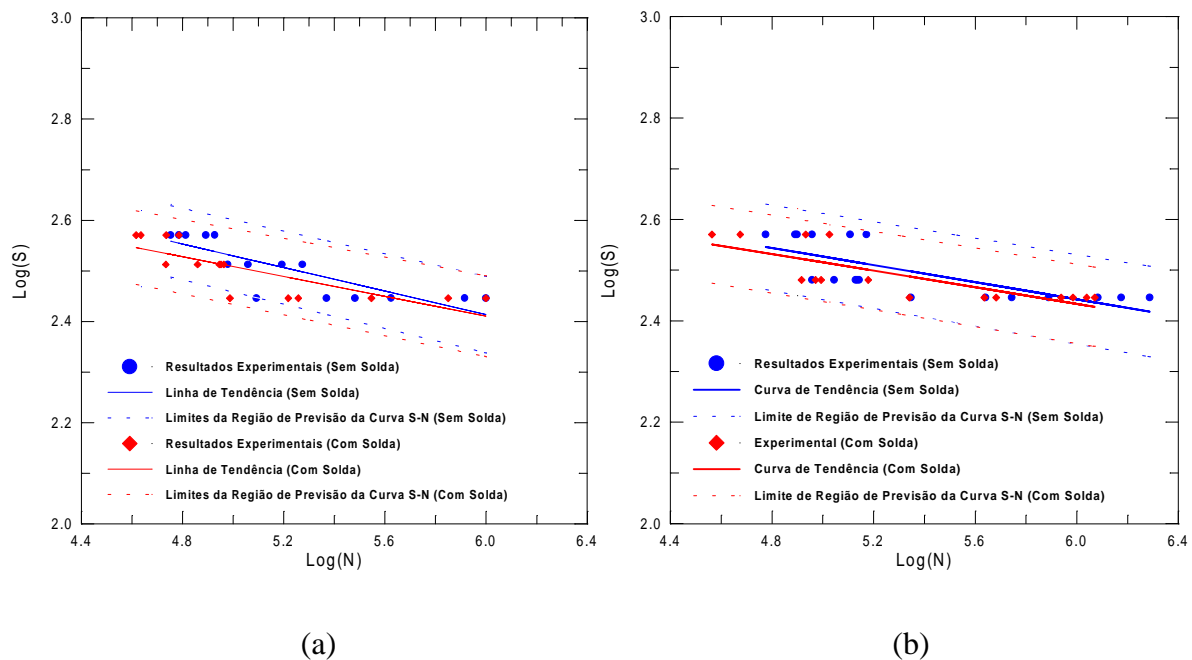 3.0
2.8
2.6
2.4
2.2
2.0
Log(S)
4.4 4.8 5.2 5.6 6.0 6.4
Log(N)
Resultados Experimentais (Sem Solda)
Linha de Tendência (Sem Solda)
Limites da Região de Previsão da Curva S-N (Sem Solda)
Resultados Experimentais (Com Solda)
Linha de Tendência (Com Solda)
Limites da Região de Previsão da Curva S-N (Com Solda)
(a)
3.0
2.8
2.6
2.4
2.2
2.0
Log(S)
4.4 4.8 5.2 5.6 6.0 6.4
Log(N)
Resultados Experimentais (Sem Solda)
Curva de Tendência (Sem Solda)
Limite de Região de Previsão da Curva S-N (Sem Solda)
Experimental (Com Solda)
Curva de Tendência (Com Solda)
Limite de Região de Previsão da Curva S-N (Com Solda)
(b)